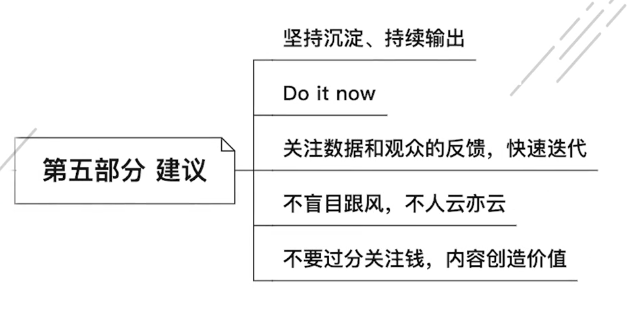 坚持沉淀、持续输出
Do it now
关注数据和观众的反馈，快速迭代
第五部分 建议
不盲目跟风，不人云亦云
不要过分关注钱，内容创造价值